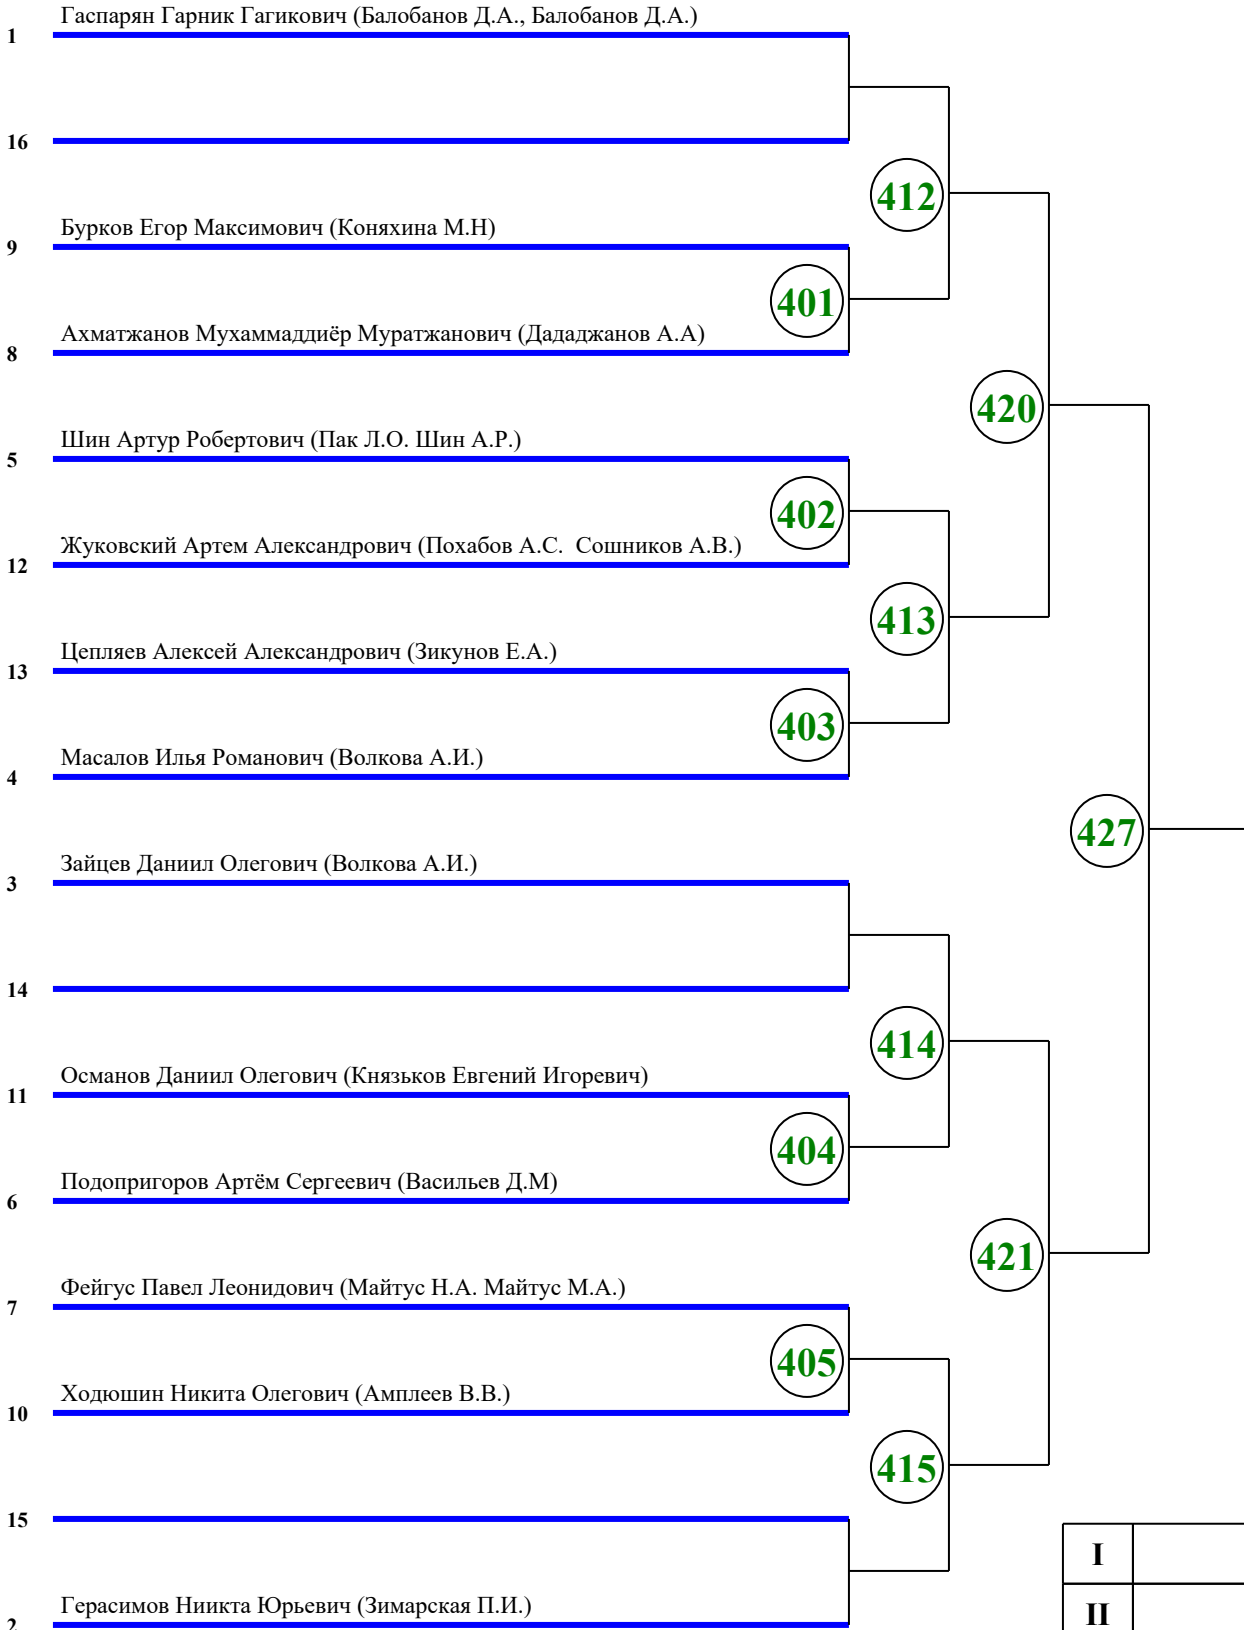 Гаспарян Гарник Гагикович (Балобанов Д.А., Балобанов Д.А.)
1
16
412
Бурков Егор Максимович (Коняхина М.Н)
9
401
Ахматжанов Мухаммаддиёр Муратжанович (Дададжанов А.А)
8
420
Шин Артур Робертович (Пак Л.О. Шин А.Р.)
5
402
Жуковский Артем Александрович (Похабов А.С.  Сошников А.В.)
12
413
Цепляев Алексей Александрович (Зикунов Е.А.)
13
403
Масалов Илья Романович (Волкова А.И.)
4
427
Зайцев Даниил Олегович (Волкова А.И.)
3
14
414
Османов Даниил Олегович (Князьков Евгений Игоревич)
11
404
Подопригоров Артём Сергеевич (Васильев Д.М)
6
421
Фейгус Павел Леонидович (Майтус Н.А. Майтус М.А.)
7
405
Ходюшин Никита Олегович (Амплеев В.В.)
10
415
15
I
Герасимов Ниикта Юрьевич (Зимарская П.И.)
2
II